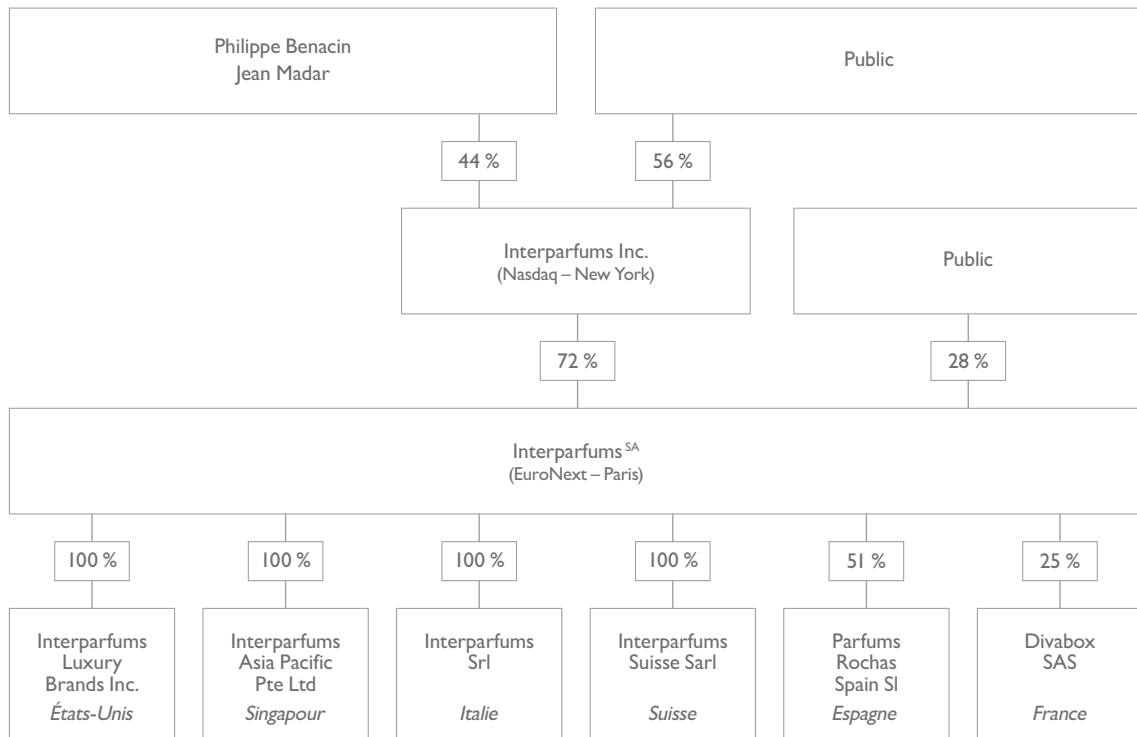 Philippe Benacin
Jean Madar
Public
44 %
56 %
Interparfums Inc.
(Nasdaq – New York)
Public
72 %
28 %
Interparfums SA
(EuroNext – Paris)
100 %
100 %
100 %
100 %
51 %
25 %
Interparfums
Luxury
Brands Inc.
États-Unis
Interparfums
Asia Pacific
Pte Ltd
Singapour
Interparfums
Srl
Italie
Interparfums
Suisse Sarl
Suisse
Parfums
Rochas
Spain Sl
Espagne
Divabox
SAS
France